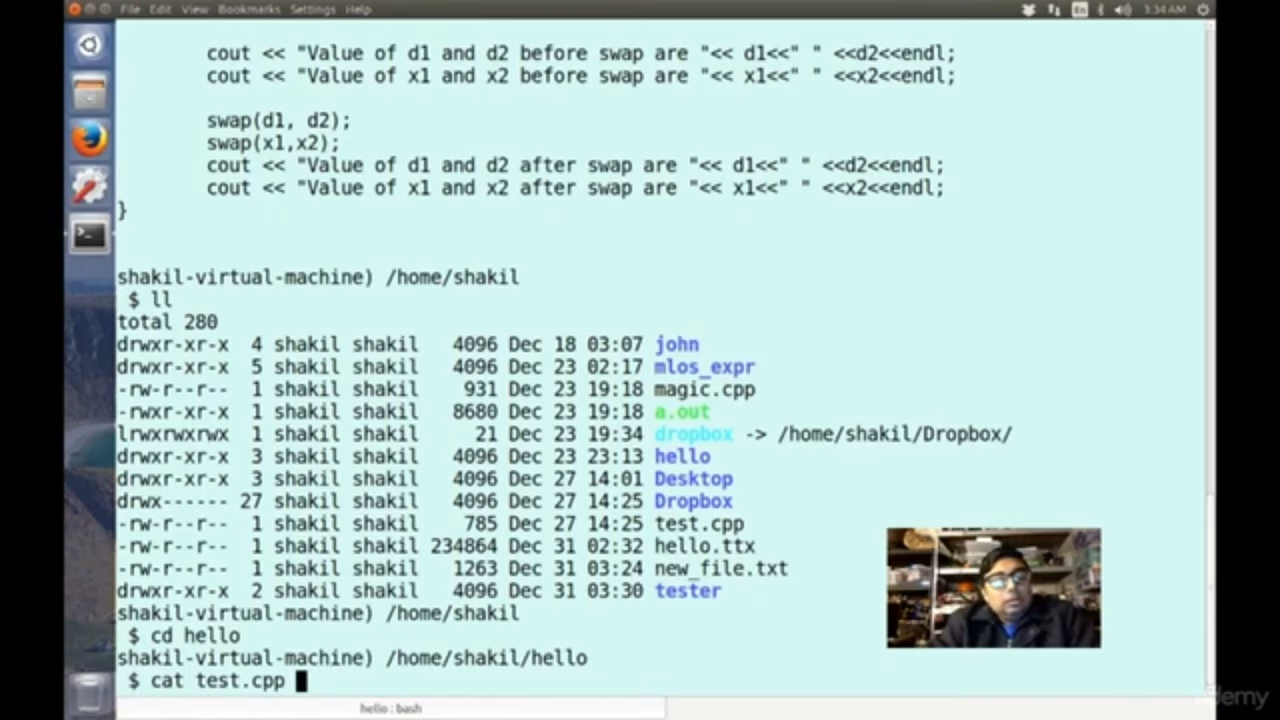 File Edit View Bookmarks Settings Help
En 3:34 AM
cout << "Value of d1 and d2 before swap are "<< d1<<" " <<d2<<endl;
cout << "Value of x1 and x2 before swap are "<< x1<<" " <<x2<<endl;
swap(d1, d2);
swap(x1,x2);
cout << "Value of d1 and d2 after swap are "<< d1<<" " <<d2<<endl;
cout << "Value of x1 and x2 after swap are "<< x1<<" " <<x2<<endl;
}
shakil-virtual-machine) /home/shakil
$ ll
total 280
drwxr-xr-x 4 shakil shakil 4096 Dec 18 03:07 john
drwxr-xr-x 5 shakil shakil 4096 Dec 23 02:17 mlos_expr
-rw-r--r-- 1 shakil shakil 931 Dec 23 19:18 magic.cpp
-rwxr-xr-x 1 shakil shakil 8680 Dec 23 19:18 a.out
lrwxrwxrwx 1 shakil shakil 21 Dec 23 19:34 dropbox -> /home/shakil/Dropbox/
drwxr-xr-x 3 shakil shakil 4096 Dec 23 23:13 hello
drwxr-xr-x 3 shakil shakil 4096 Dec 27 14:01 Desktop
drwx------ 27 shakil shakil 4096 Dec 27 14:25 Dropbox
-rw-r--r-- 1 shakil shakil 785 Dec 27 14:25 test.cpp
-rw-r--r-- 1 shakil shakil 234864 Dec 31 02:32 hello.ttx
-rw-r--r-- 1 shakil shakil 1263 Dec 31 03:24 new_file.txt
drwxr-xr-x 2 shakil shakil 4096 Dec 31 03:30 tester
shakil-virtual-machine) /home/shakil
$ cd hello
shakil-virtual-machine) /home/shakil/hello
$ cat test.cpp
hello : bash
udemy